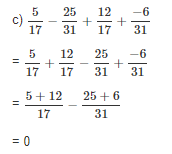 c) 5/17 − 25/31 + 12/17 + −6/31
= 5/17 + 12/17 − 25/31 + −6/31
= 5 + 12/17 − 25 + 6/31
= 0